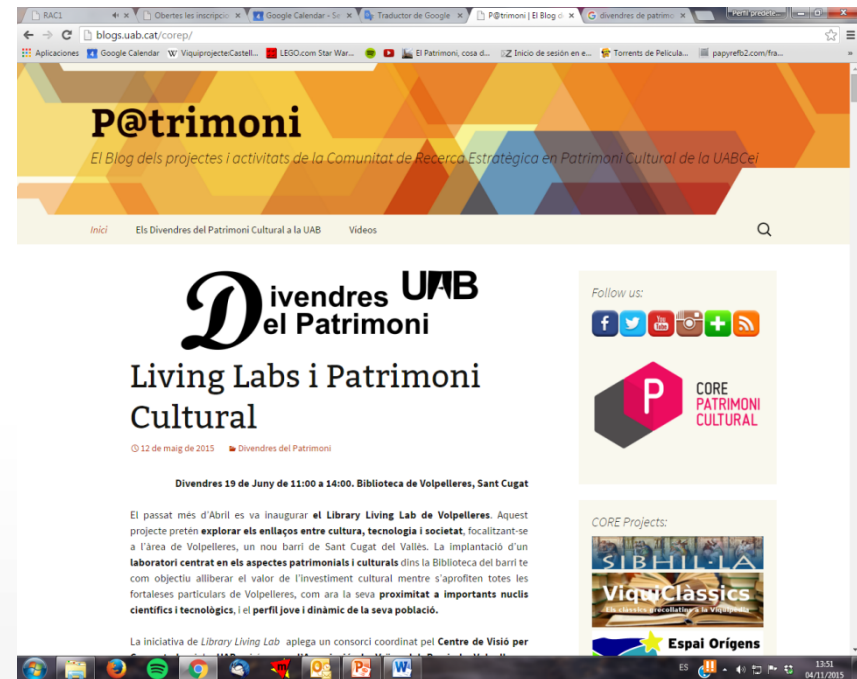 RAC1
Obertes les inscripcio
Google Calendar - Se
Traductor de Google
P@trimoni | El Blog d
divendres de patrimo
blogs.uab.cat/corep/
Aplicaciones
Google Calendar
Viquiprojecte:Castell...
LEGO.com Star War...
El Patrimoni, cosa d...
Inicio de sesión en e...
Torrents de Pelicula...
papyrefb2.com/fra...
P@trimoni
El Blog dels projectes i activitats de la Comunitat de Recerca Estratègica en Patrimoni Cultural de la UABCei
Inici
Els Divendres del Patrimoni Cultural a la UAB
Videos
Divendres UAB
Del Patrimoni
Living Labs i Patrimoni
Cultural
12 de maig de 2015
Divendres del Patrimoni
Divendres 19 de Juny de 11:00 a 14:00. Biblioteca de Volpelleres, Sant Cugat
El passat més d'Abril es va inaugurar el Library Living Lab de Volpelleres. Aquest
projecte pretén explorar els enllaços entre cultura, tecnologia i societat, focalitzant-se
a l'àrea de Volpelleres, un nou barri de Sant Cugat del Vallès. La implantació d'un
laboratori centrat en els aspectes patrimonials i culturals dins la Biblioteca del barri te
com objectiu alliberar el valor de l'investiment cultural mentre s'aprofiten totes les
fortaleses particulars de Volpelleres, com ara la seva proximitat a importants nuclis
científics i tecnològics, i el perfil jove i dinàmic de la seva població.
La iniciativa de Library Living Lab aplega un consorci coordinat pel Centre de Visió per
Follow us:
You
Tube
P
CORE
PATRIMONI
CULTURAL
CORE Projects:
SIBHIL·LA
ViquiClàssics
Els clàssics grecollatins a la Viquipèdia
Espai Orígens
ES
13:51
04/11/2015